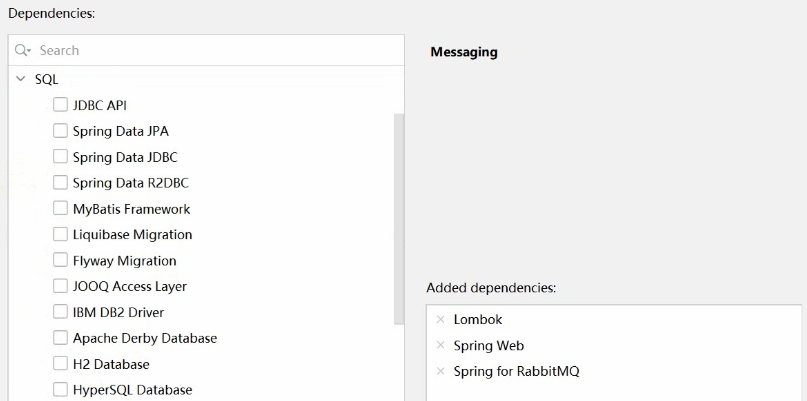 Dependencies:
Search
SQL
JDBC API
Spring Data JPA
Spring Data JDBC
Spring Data R2DBC
MyBatis Framework
Liquibase Migration
Flyway Migration
JOOQ Access Layer
IBM DB2 Driver
Apache Derby Database
H2 Database
HyperSQL Database
Messaging
Added dependencies:
Lombok
Spring Web
Spring for RabbitMQ